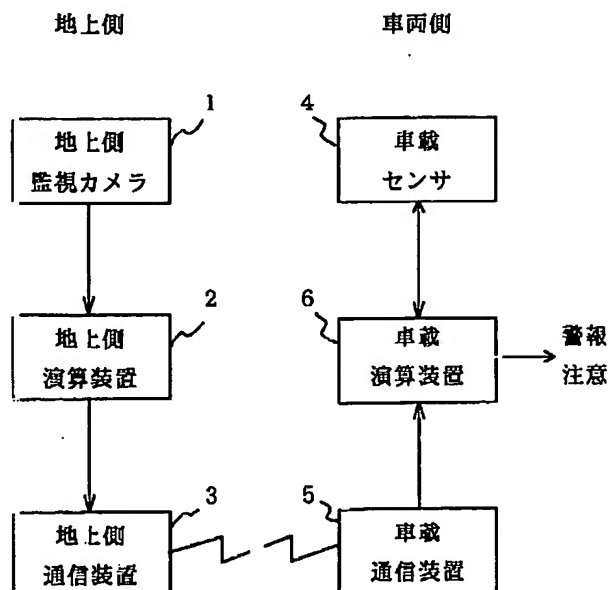 地上側
車両側
1
地上側
監視カメラ
4
車載
センサ
2
地上側
演算装置
6
車載
演算装置
警報
注意
3
地上側
通信装置
5
車載
通信装置